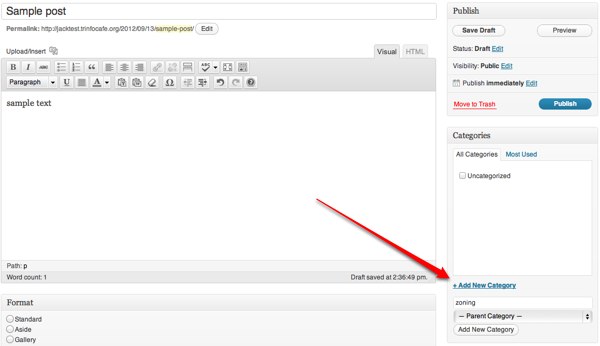 Sample post
Permalink: http://jacktest.trinfocafe.org/2012/09/13/sample-post/ Edit
Upload/Insert
Visual HTML
B I ABC
ABC
Paragraph U A Ω
sample text
Path: p
Word count: 1 Draft saved at 2:36:49 pm.
Format
Standard
Aside
Gallery
Publish
Save Draft Preview
Status: Draft Edit
Visibility: Public Edit
Publish immediately Edit
Move to Trash Publish
Categories
All Categories Most Used
Uncategorized
+ Add New Category
zoning
— Parent Category —
Add New Category